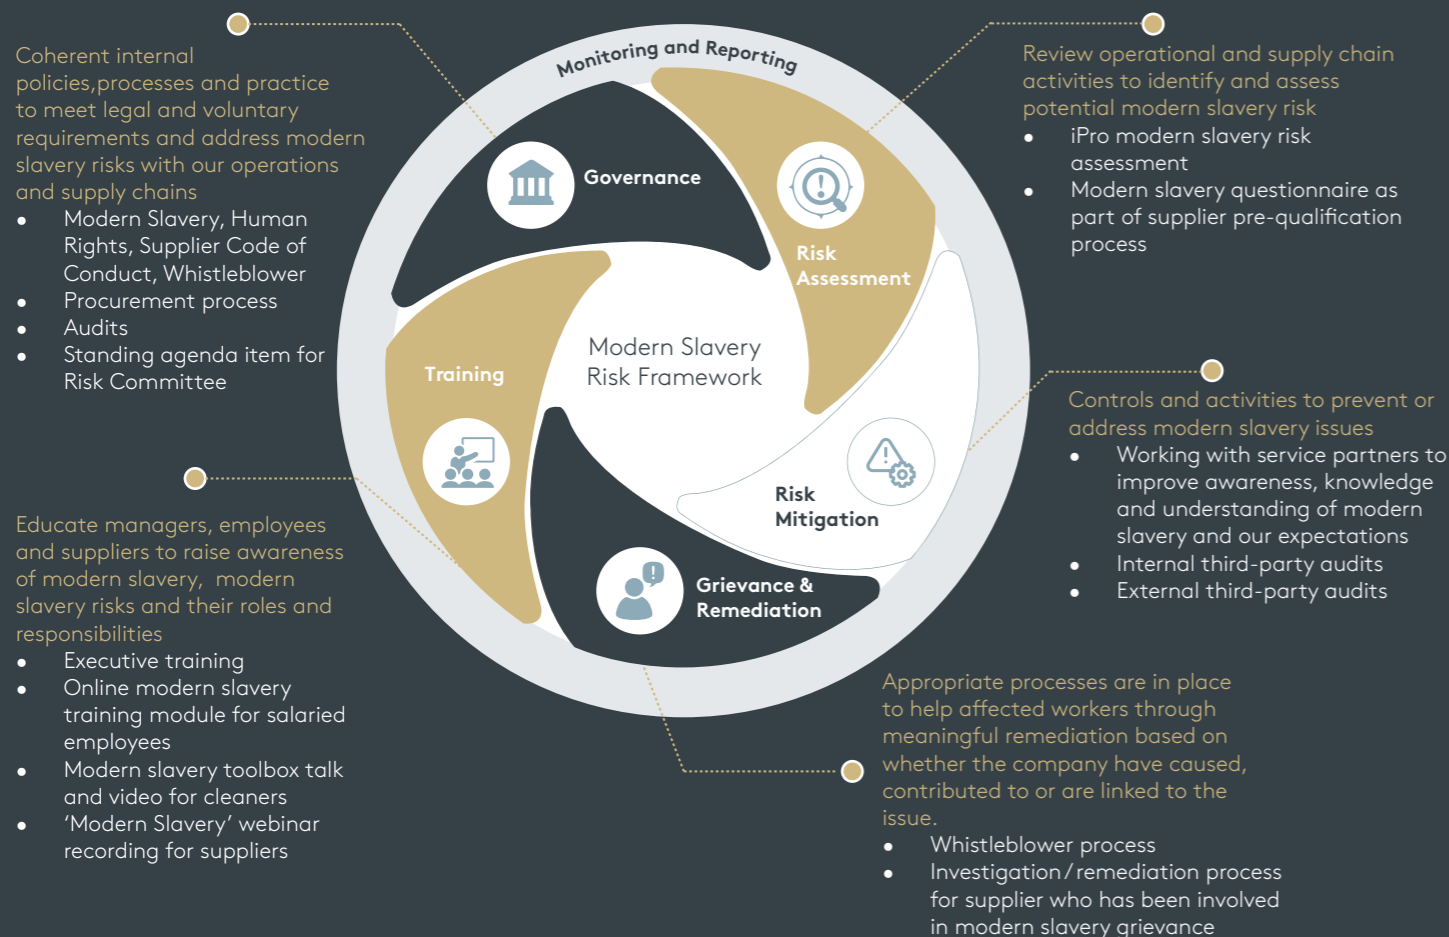 Monitoring and Reporting
Coherent internal
policies,processes and practice
to meet legal and voluntary
requirements and address modern
slavery risks with our operations
and supply chains
• Modern Slavery, Human
Rights, Supplier Code of
Conduct, Whistleblower
• Procurement process
• Audits
• Standing agenda item for
Risk Committee
Review operational and supply chain
activities to identify and assess
potential modern slavery risk
• iPro modern slavery risk
assessment
• Modern slavery questionnaire as
part of supplier pre-qualification
process
Governance
Risk
Assessment
Modern Slavery
Risk Framework
Training
Risk
Mitigation
Grievance &
Remediation
Controls and activities to prevent or
address modern slavery issues
• Working with service partners to
improve awareness, knowledge
and understanding of modern
slavery and our expectations
• Internal third-party audits
• External third-party audits
Educate managers, employees
and suppliers to raise awareness
of modern slavery, modern
slavery risks and their roles and
responsibilities
• Executive training
• Online modern slavery
training module for salaried
employees
• Modern slavery toolbox talk
and video for cleaners
• ‘Modern Slavery’ webinar
recording for suppliers
Appropriate processes are in place
to help affected workers through
meaningful remediation based on
whether the company have caused,
contributed to or are linked to the
issue.
• Whistleblower process
• Investigation/remediation process
for supplier who has been involved
in modern slavery grievance